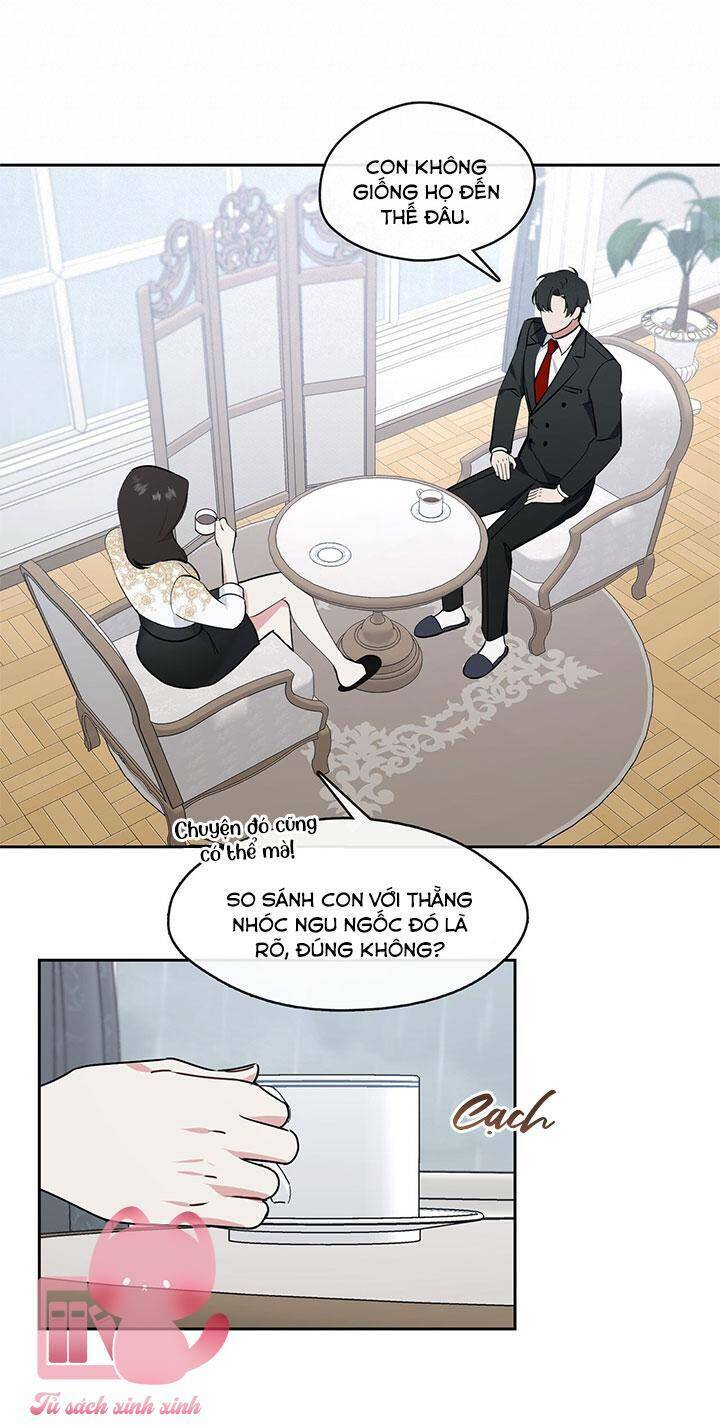 CON KHÔNG
GIỐNG HỌ ĐẾN
THẾ ĐÂU.
Chuyện đó cũng
có thể mà!
SO SÁNH CON VỚI THẰNG
NHÓC NGU NGỐC ĐÓ LÀ
RÕ, ĐÚNG KHÔNG?
Cạch
Tủ sách xinh xinh